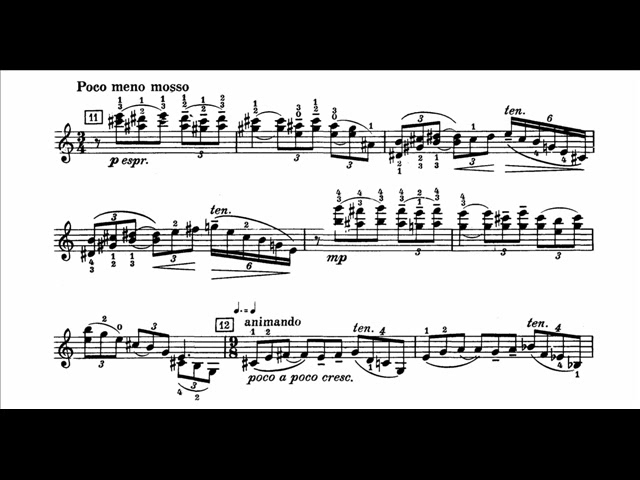 Poco meno mosso
11
p espr.
ten.
ten.
mp
12 animando
ten.
ten.
poco a poco cresc.